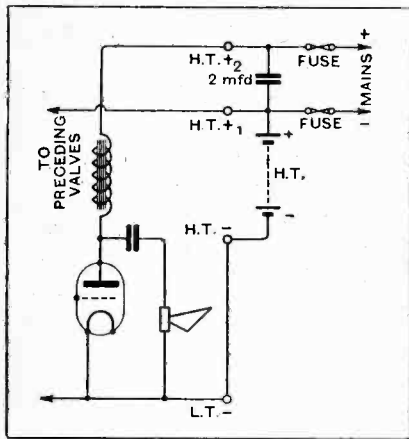 H.T.+2
FUSE
+
2 mfd
MAINS
H.T.+1
FUSE
–
TO
PRECEDING
VALVES
+
H.T.
–
H.T.–
L.T.–